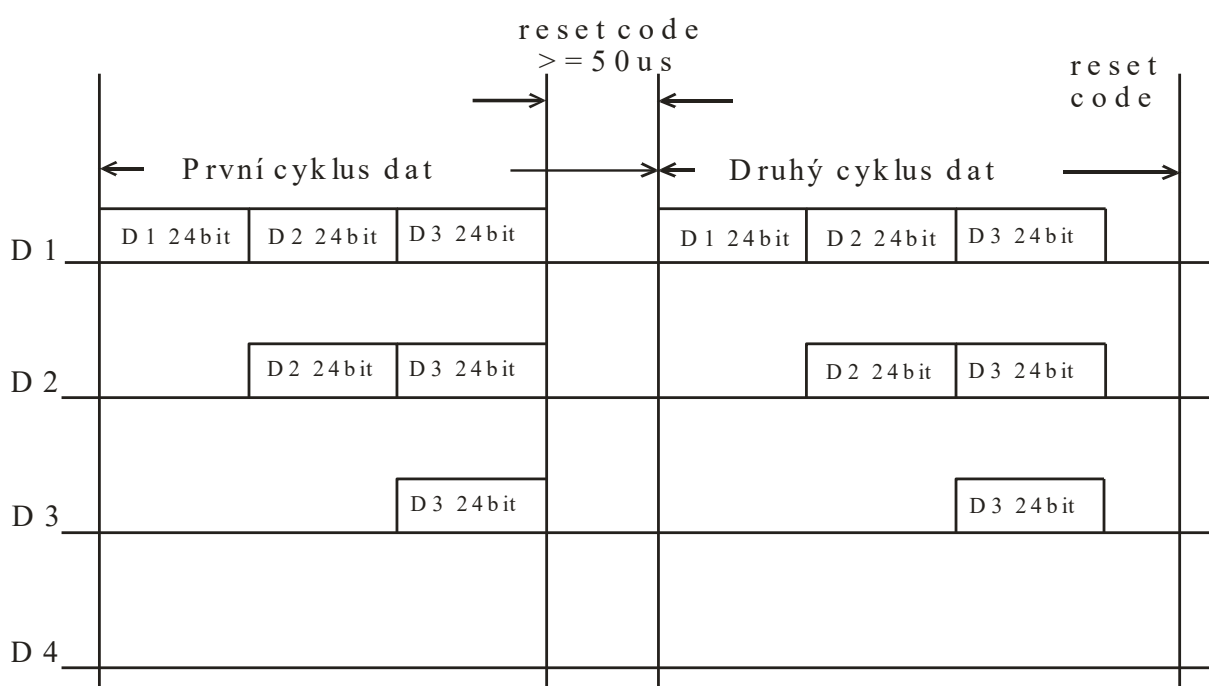 reset code
>=50us
reset
code
První cyklus dat
Druhý cyklus dat
D1
D1 24bit
D2 24bit
D3 24bit
D1 24bit
D2 24bit
D3 24bit
D2
D2 24bit
D3 24bit
D2 24bit
D3 24bit
D3
D3 24bit
D3 24bit
D4